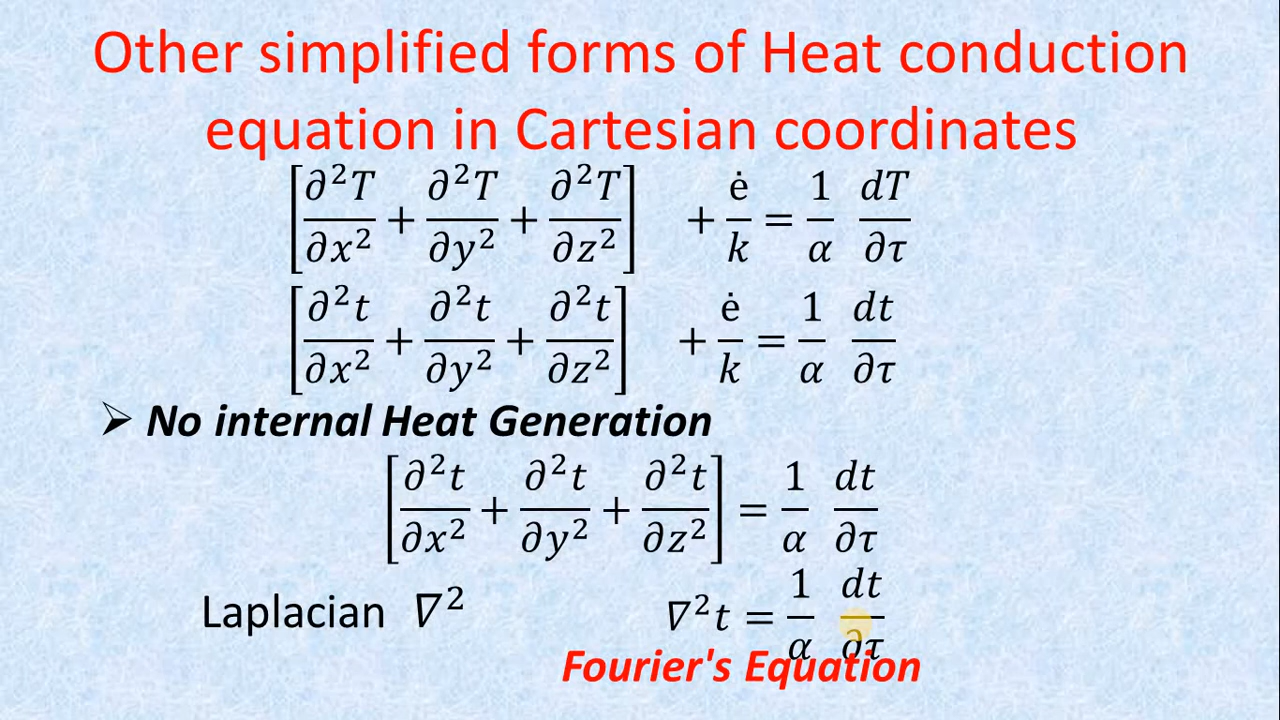 Other simplified forms of Heat conduction
equation in Cartesian coordinates
[∂²T/∂x² + ∂²T/∂y² + ∂²T/∂z²] + ė/k = 1/α dT/∂τ
[∂²t/∂x² + ∂²t/∂y² + ∂²t/∂z²] + ė/k = 1/α dt/∂τ
➢ No internal Heat Generation
[∂²t/∂x² + ∂²t/∂y² + ∂²t/∂z²] = 1/α dt/∂τ
Laplacian ∇² ∇²t = 1/α dt/∂τ
Fourier's Equation